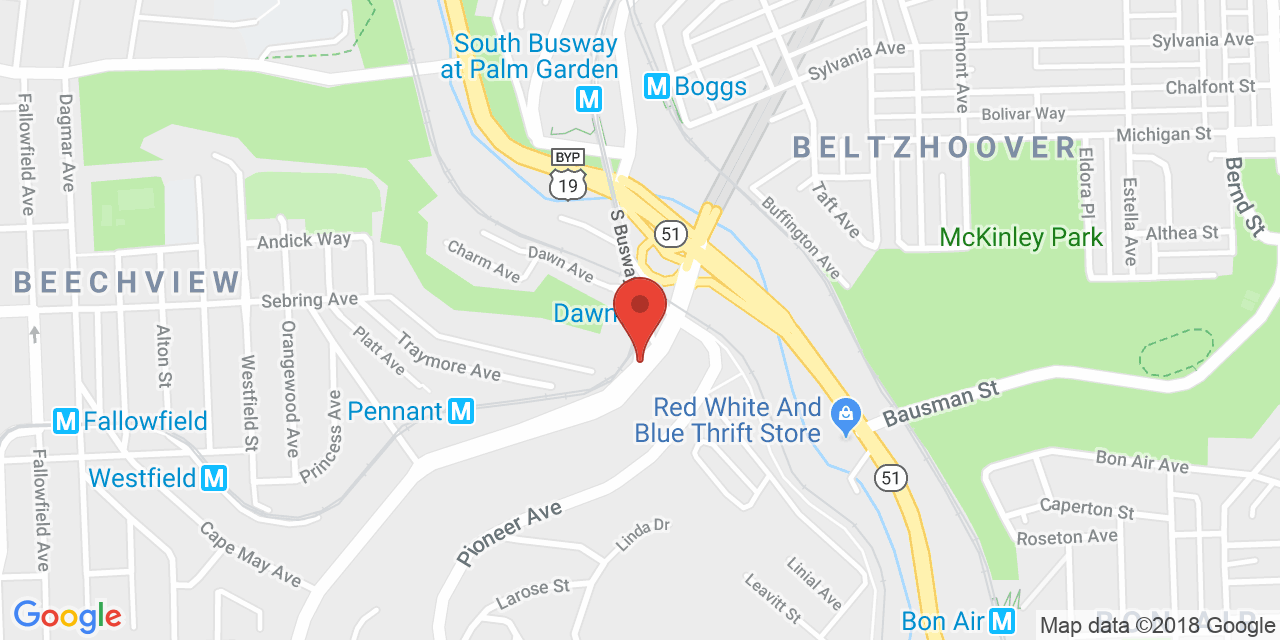 South Busway
at Palm Garden
M
M Boggs
Sylvania Ave
Sylvania Ave
Delmont Ave
Chalfont St
Bolivar Way
Michigan St
BELTZHOOVER
Fallowfield Ave
Dagmar Ave
BYP
19
Eldora Pl
Estella Ave
Bernd St
Taft Ave
Buffington Ave
S Busway
51
McKinley Park
Althea St
Andick Way
Charm Ave
Dawn Ave
BEECHVIEW
Sebring Ave
Dawn
Alton St
Westfield St
Orangewood Ave
Platt Ave
Traymore Ave
Princess Ave
Bausman St
M Fallowfield
Pennant M
Red White And
Blue Thrift Store
Westfield M
Fallowfield Ave
51
Bon Air Ave
Caperton St
Roseton Ave
Cape May Ave
Pioneer Ave
Linda Dr
Larose St
Linial Ave
Leavitt St
Bon Air M
BON AIR
Google
Map data ©2018 Google